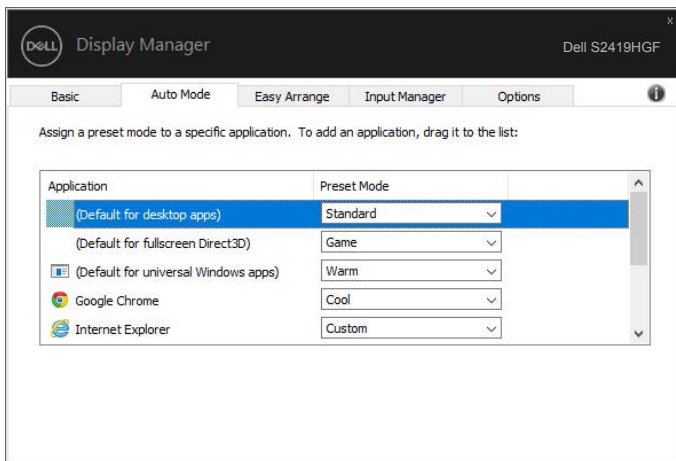 DELL Display Manager
x
Dell S2419HGF
Basic Auto Mode Easy Arrange Input Manager Options
Assign a preset mode to a specific application. To add an application, drag it to the list:
Application Preset Mode
(Default for desktop apps) Standard
(Default for fullscreen Direct3D) Game
(Default for universal Windows apps) Warm
Google Chrome Cool
Internet Explorer Custom